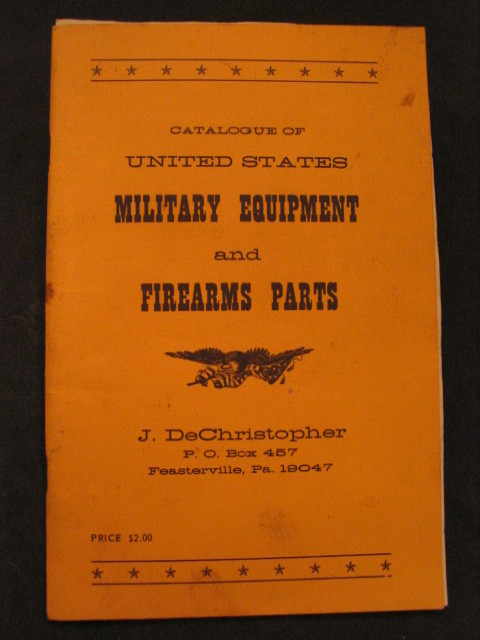 CATALOGUE OF
UNITED STATES
MILITARY EQUIPMENT
and
FIREARMS PARTS
J. DeChristopher
P. O. Box 457
Feasterville, Pa. 19047
PRICE $2.00